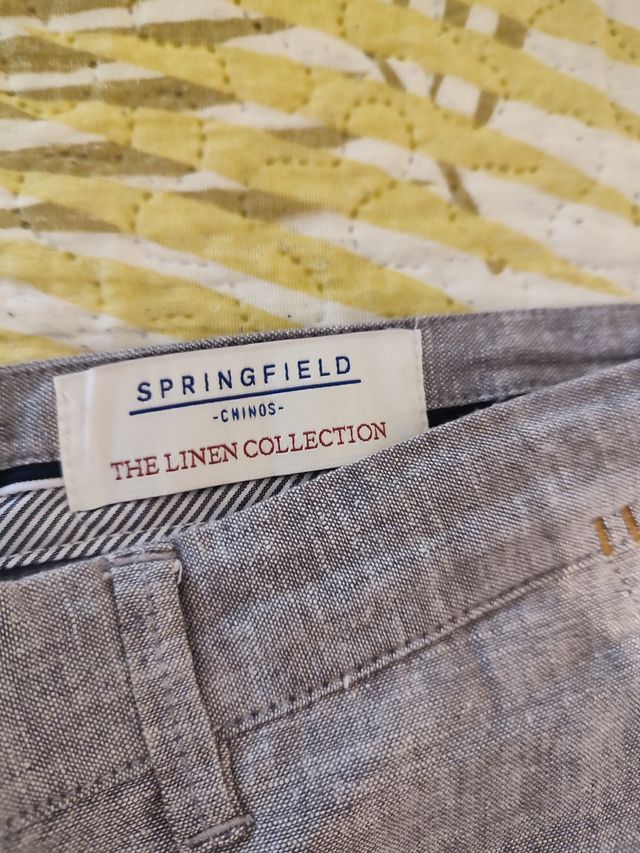 SPRINGFIELD
-CHINOS-
THE LINEN COLLECTION